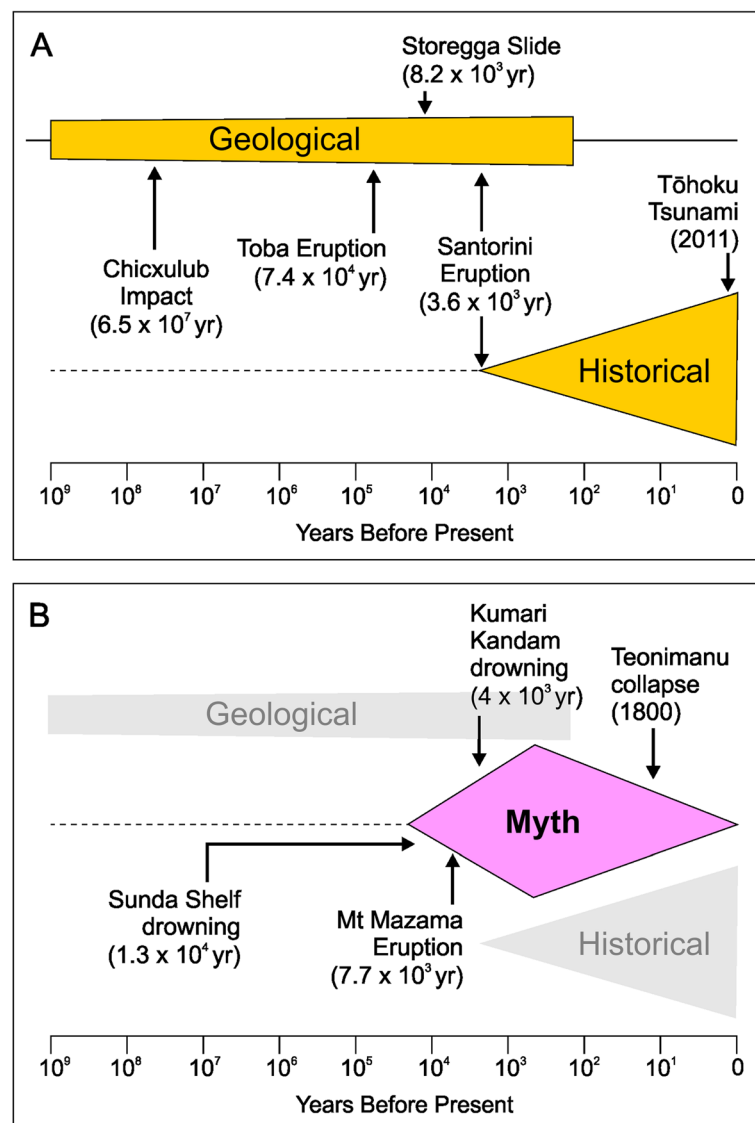 A
Storegga Slide
(8.2 x 10³ yr)
Geological
Chicxulub
Impact
(6.5 x 10⁷ yr)
Toba Eruption
(7.4 x 10⁴ yr)
Santorini
Eruption
(3.6 x 10³ yr)
Tōhoku
Tsunami
(2011)
Historical
10⁹ 10⁸ 10⁷ 10⁶ 10⁵ 10⁴ 10³ 10² 10¹ 0
Years Before Present
B
Kumari
Kandam
drowning
(4 x 10³ yr)
Teonimanu
collapse
(1800)
Geological
Myth
Sunda Shelf
drowning
(1.3 x 10⁴ yr)
Mt Mazama
Eruption
(7.7 x 10³ yr)
Historical
10⁹ 10⁸ 10⁷ 10⁶ 10⁵ 10⁴ 10³ 10² 10¹ 0
Years Before Present